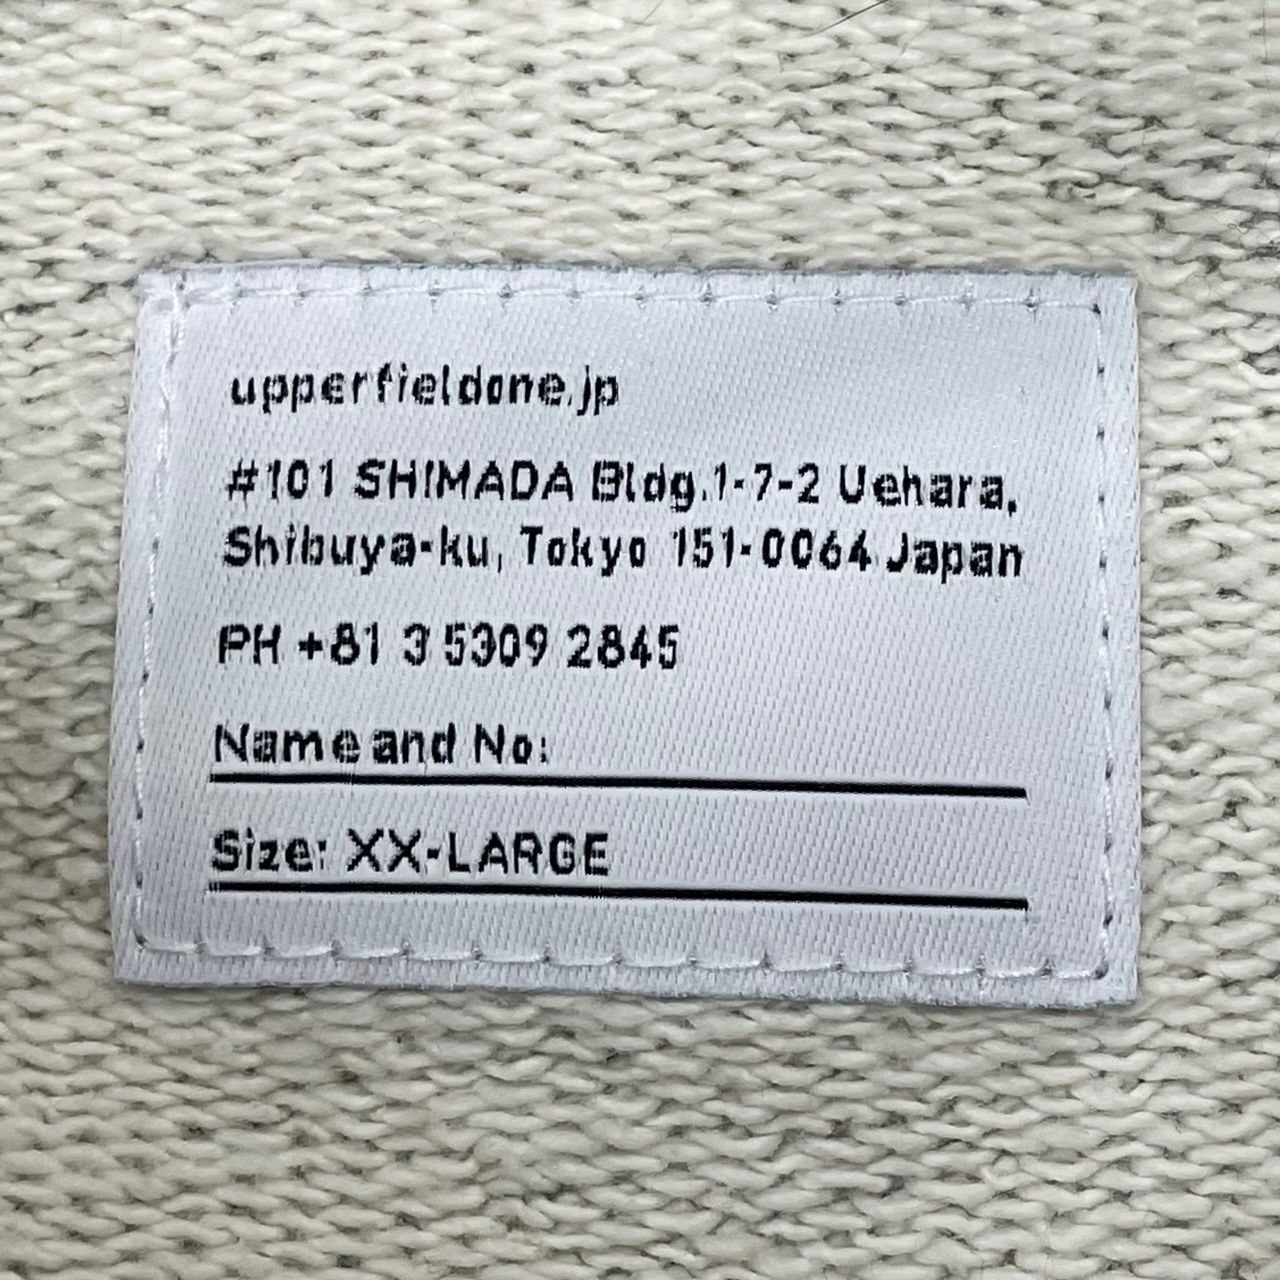 upperfieldone.jp
#101 SHIMADA Bldg.1-7-2 Uehara,
Shibuya-ku, Tokyo 151-0064 Japan
PH +81 3 5309 2845
Name and No:
Size: XX-LARGE